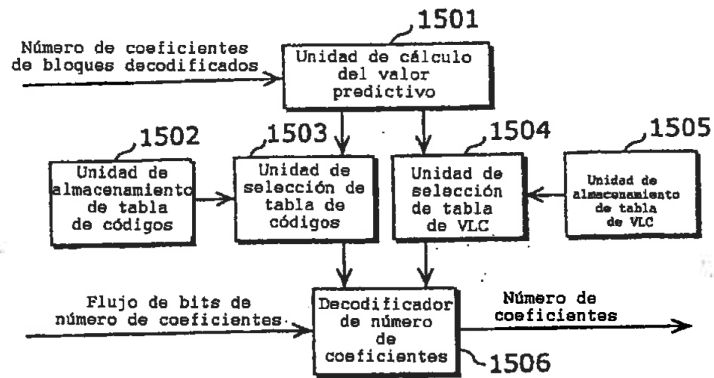 1501
Número de coeficientes
de bloques decodificados
Unidad de cálculo
del valor
predictivo
1502
1503
1504
1505
Unidad de
almacenamiento
de tabla
de códigos
Unidad de
selección de
tabla de
códigos
Unidad de
selección
de tabla
de VLC
Unidad de
almacenamiento
de tabla
de VLC
Flujo de bits de
número de coeficientes
Decodificador
de número
de
coeficientes
Número de
coeficientes
1506